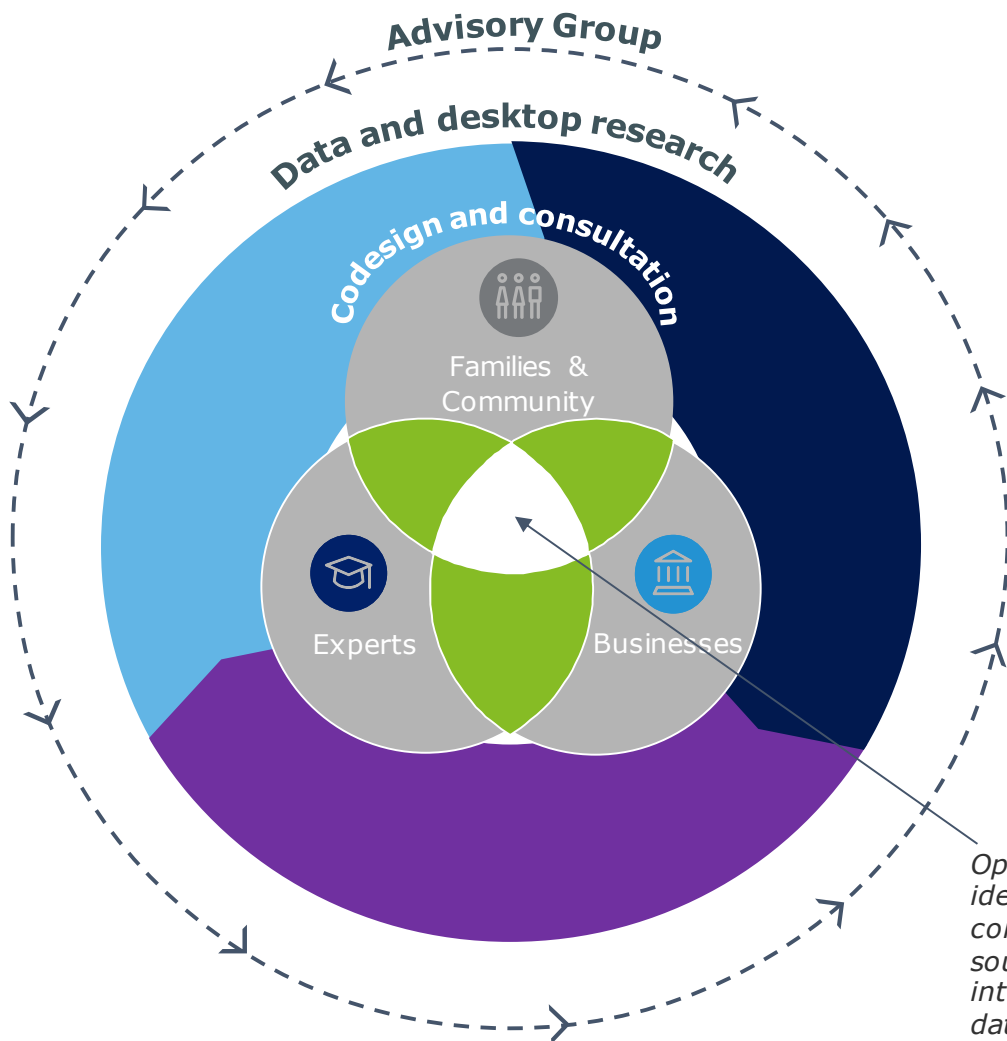 Advisory Group
Data and desktop research
Codesign and consultation
Families &
Community
Experts
Businesses